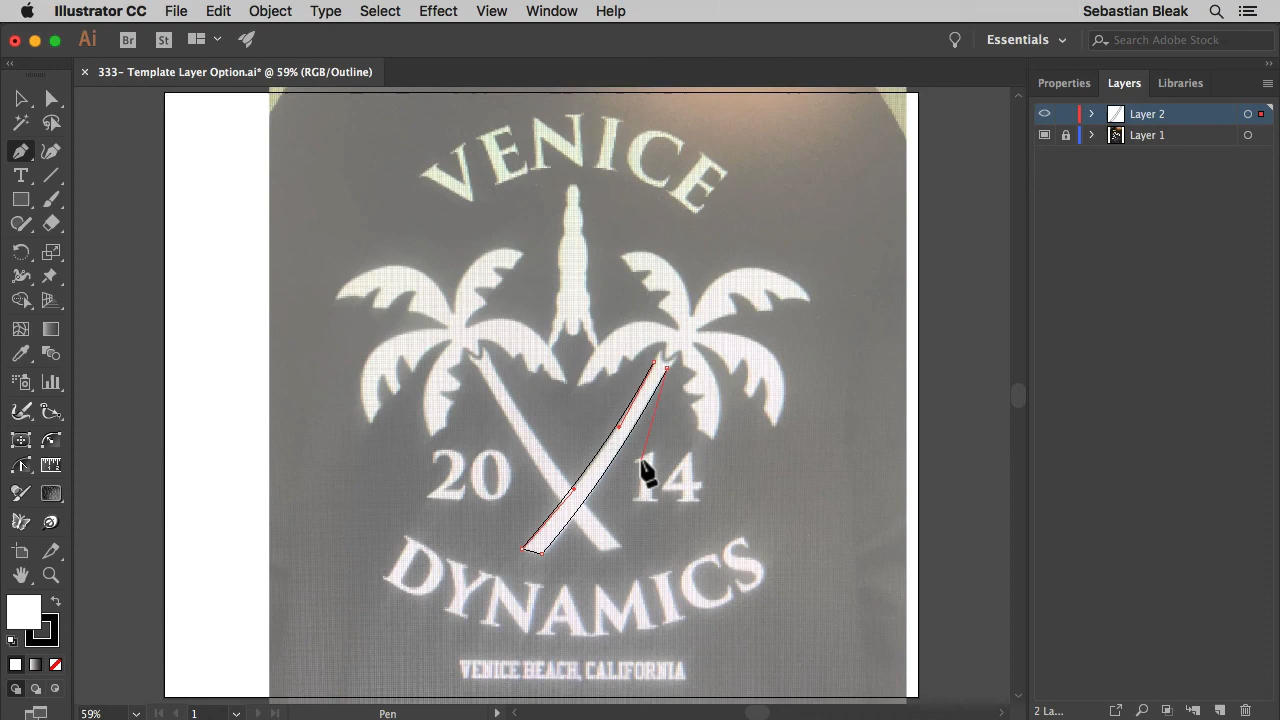 Illustrator CC File Edit Object Type Select Effect View Window Help Sebastian Bleak
Ai Br St Essentials Search Adobe Stock
333- Template Layer Option.ai* @ 59% (RGB/Outline)
Properties Layers Libraries
Layer 2
Layer 1
VENICE
20 14
DYNAMICS
VENICE BEACH, CALIFORNIA
59% 1 Pen
2 La...